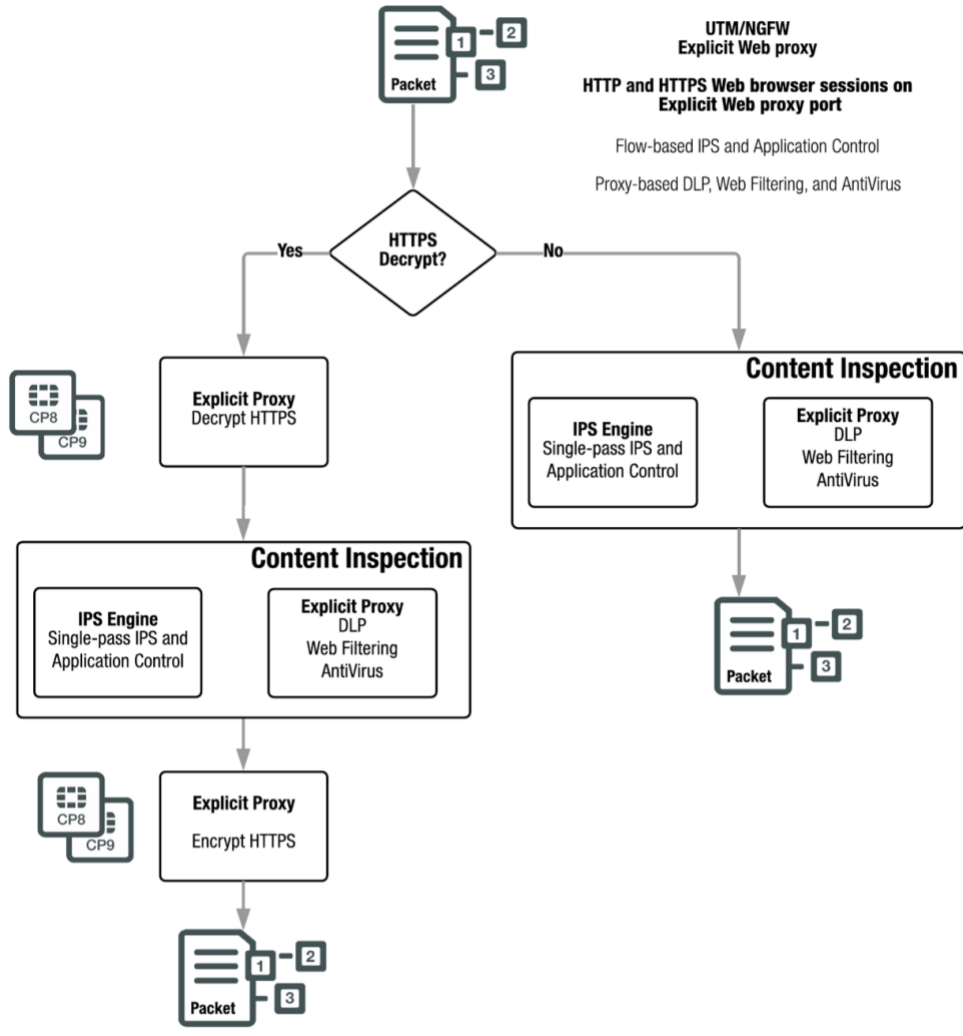 1
2
3
Packet
UTM/NGFW
Explicit Web proxy
HTTP and HTTPS Web browser sessions on
Explicit Web proxy port
Flow-based IPS and Application Control
Proxy-based DLP, Web Filtering, and AntiVirus
HTTPS
Decrypt?
Yes
No
CP8
CP9
Explicit Proxy
Decrypt HTTPS
Content Inspection
IPS Engine
Single-pass IPS and
Application Control
Explicit Proxy
DLP
Web Filtering
AntiVirus
Content Inspection
IPS Engine
Single-pass IPS and
Application Control
Explicit Proxy
DLP
Web Filtering
AntiVirus
1
2
3
Packet
CP8
CP9
Explicit Proxy
Encrypt HTTPS
1
2
3
Packet